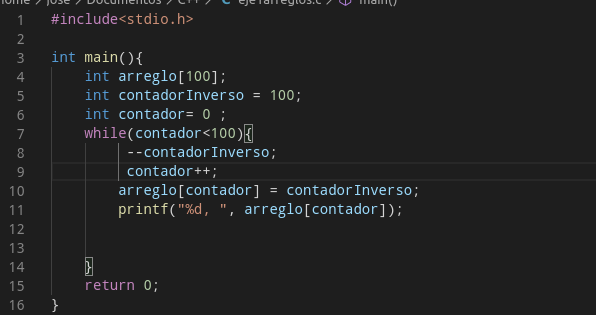 Home > jose > Documentos > C++ > C eje1arreglos.c > main()
1 #include<stdio.h>
2
3 int main(){
4 int arreglo[100];
5 int contadorInverso = 100;
6 int contador= 0 ;
7 while(contador<100){
8 --contadorInverso;
9 contador++;
10 arreglo[contador] = contadorInverso;
11 printf("%d, ", arreglo[contador]);
12
13
14 }
15 return 0;
16 }